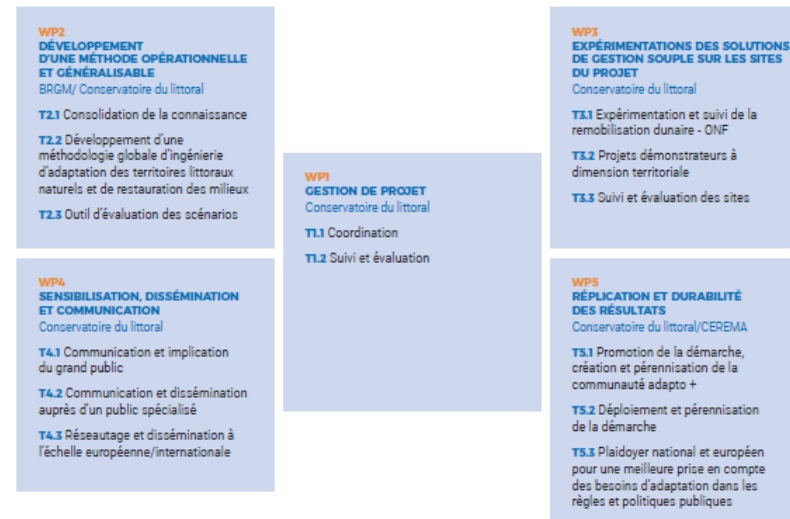 WP2
DÉVELOPPEMENT
D'UNE MÉTHODE OPÉRATIONNELLE
ET GÉNÉRALISABLE
BRGM/ Conservatoire du littoral
T2.1 Consolidation de la connaissance
T2.2 Développement d'une
méthodologie globale d'ingénierie
d'adaptation des territoires littoraux
naturels et de restauration des milieux
T2.3 Outil d'évaluation des scénarios
WP1
GESTION DE PROJET
Conservatoire du littoral
T1.1 Coordination
T1.2 Suivi et évaluation
WP3
EXPÉRIMENTATIONS DES SOLUTIONS
DE GESTION SOUPLE SUR LES SITES
DU PROJET
Conservatoire du littoral
T3.1 Expérimentation et suivi de la
remobilisation dunaire - ONF
T3.2 Projets démonstrateurs à
dimension territoriale
T3.3 Suivi et évaluation des sites
WP4
SENSIBILISATION, DISSÉMINATION
ET COMMUNICATION
Conservatoire du littoral
T4.1 Communication et implication
du grand public
T4.2 Communication et dissémination
auprès d'un public spécialisé
T4.3 Réseautage et dissémination à
l'échelle européenne/internationale
WP5
RÉPLICATION ET DURABILITÉ
DES RÉSULTATS
Conservatoire du littoral/CEREMA
T5.1 Promotion de la démarche,
création et pérennisation de la
communauté adapto +
T5.2 Déploiement et pérennisation
de la démarche
T5.3 Plaidoyer national et européen
pour une meilleure prise en compte
des besoins d'adaptation dans les
règles et politiques publiques